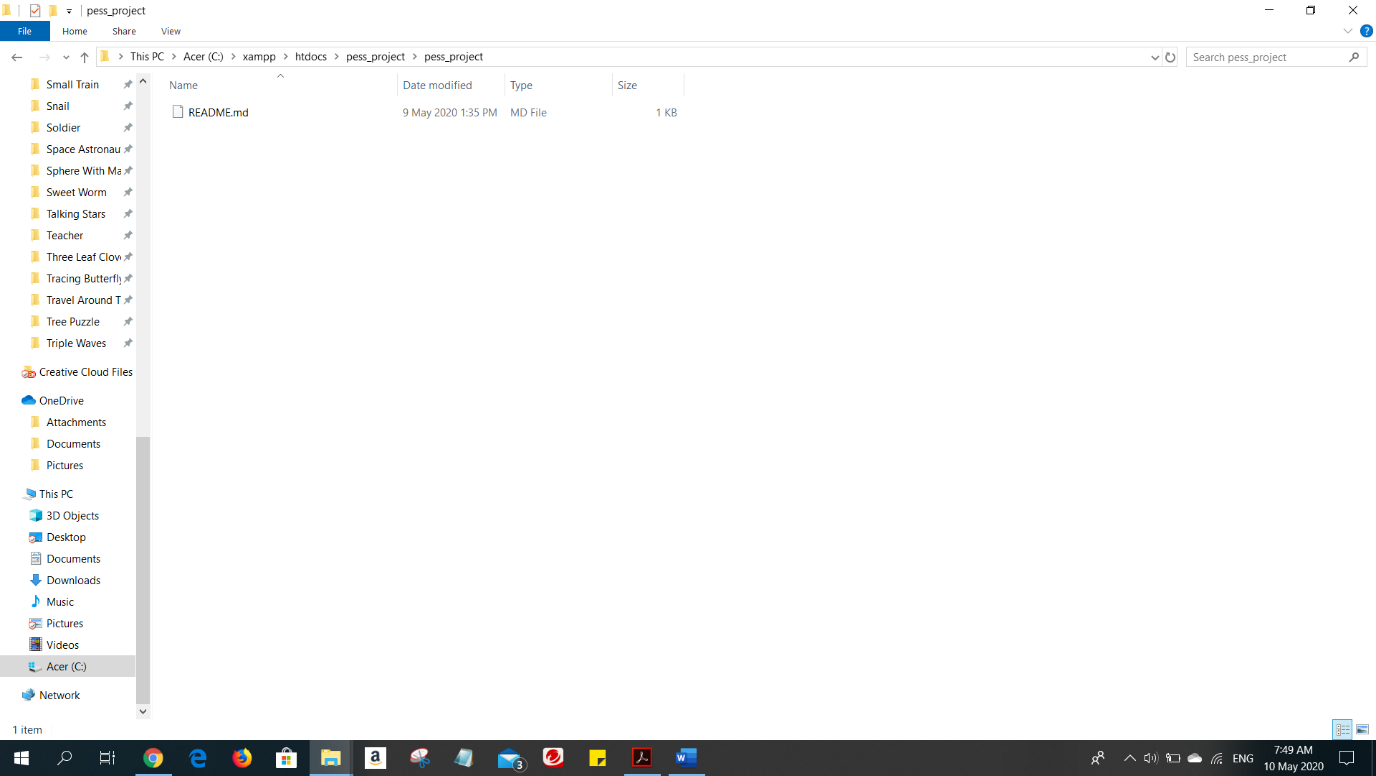 pess_project
File Home Share View
This PC Acer (C:) xampp htdocs pess_project pess_project
Search pess_project
Name Date modified Type Size
README.md 9 May 2020 1:35 PM MD File 1 KB
Small Train
Snail
Soldier
Space Astronau
Sphere With Ma
Sweet Worm
Talking Stars
Teacher
Three Leaf Clov
Tracing Butterfl
Travel Around T
Tree Puzzle
Triple Waves
Creative Cloud Files
OneDrive
Attachments
Documents
Pictures
This PC
3D Objects
Desktop
Documents
Downloads
Music
Pictures
Videos
Acer (C:)
Network
1 item
3
ENG
7:49 AM
10 May 2020